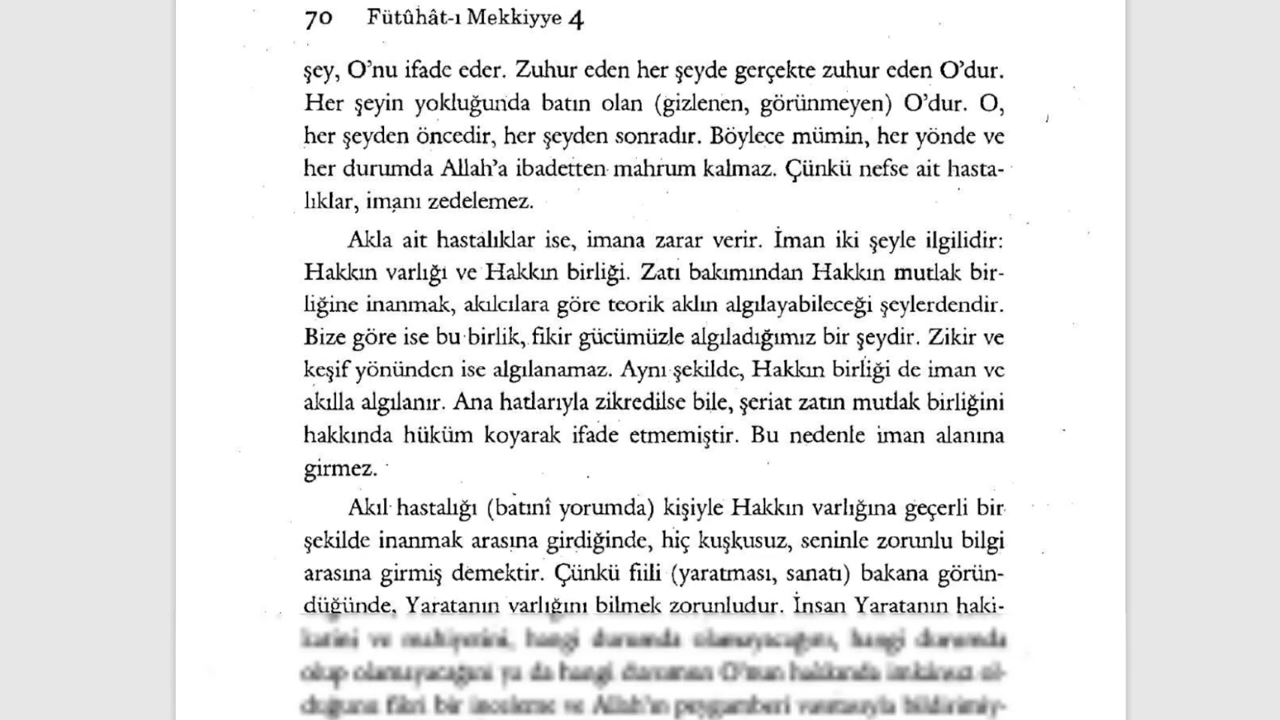 70 Fütûhât-ı Mekkiyye 4
şey, O’nu ifade eder. Zuhur eden her şeyde gerçekte zuhur eden O’dur.
Her şeyin yokluğunda batın olan (gizlenen, görünmeyen) O’dur. O,
her şeyden öncedir, her şeyden sonradır. Böylece mümin, her yönde ve
her durumda Allah’a ibadetten mahrum kalmaz. Çünkü nefse ait hasta-
lıklar, imanı zedelemez.
Akla ait hastalıklar ise, imana zarar verir. İman iki şeyle ilgilidir:
Hakkın varlığı ve Hakkın birliği. Zatı bakımından Hakkın mutlak bir-
liğine inanmak, akılcılara göre teorik aklın algılayabileceği şeylerdendir.
Bize göre ise bu birlik, fikir gücümüzle algıladığımız bir şeydir. Zikir ve
keşif yönünden ise algılanamaz. Aynı şekilde, Hakkın birliği de iman ve
akılla algılanır. Ana hatlarıyla zikredilse bile, şeriat zatın mutlak birliğini
hakkında hüküm koyarak ifade etmemiştir. Bu nedenle iman alanına
girmez.
Akıl hastalığı (batınî yorumda) kişiyle Hakkın varlığına geçerli bir
şekilde inanmak arasına girdiğinde, hiç kuşkusuz, seninle zorunlu bilgi
arasına girmiş demektir. Çünkü fiili (yaratması, sanatı) bakana görün-
düğünde, Yaratanın varlığını bilmek zorunludur. İnsan Yaratanın haki-